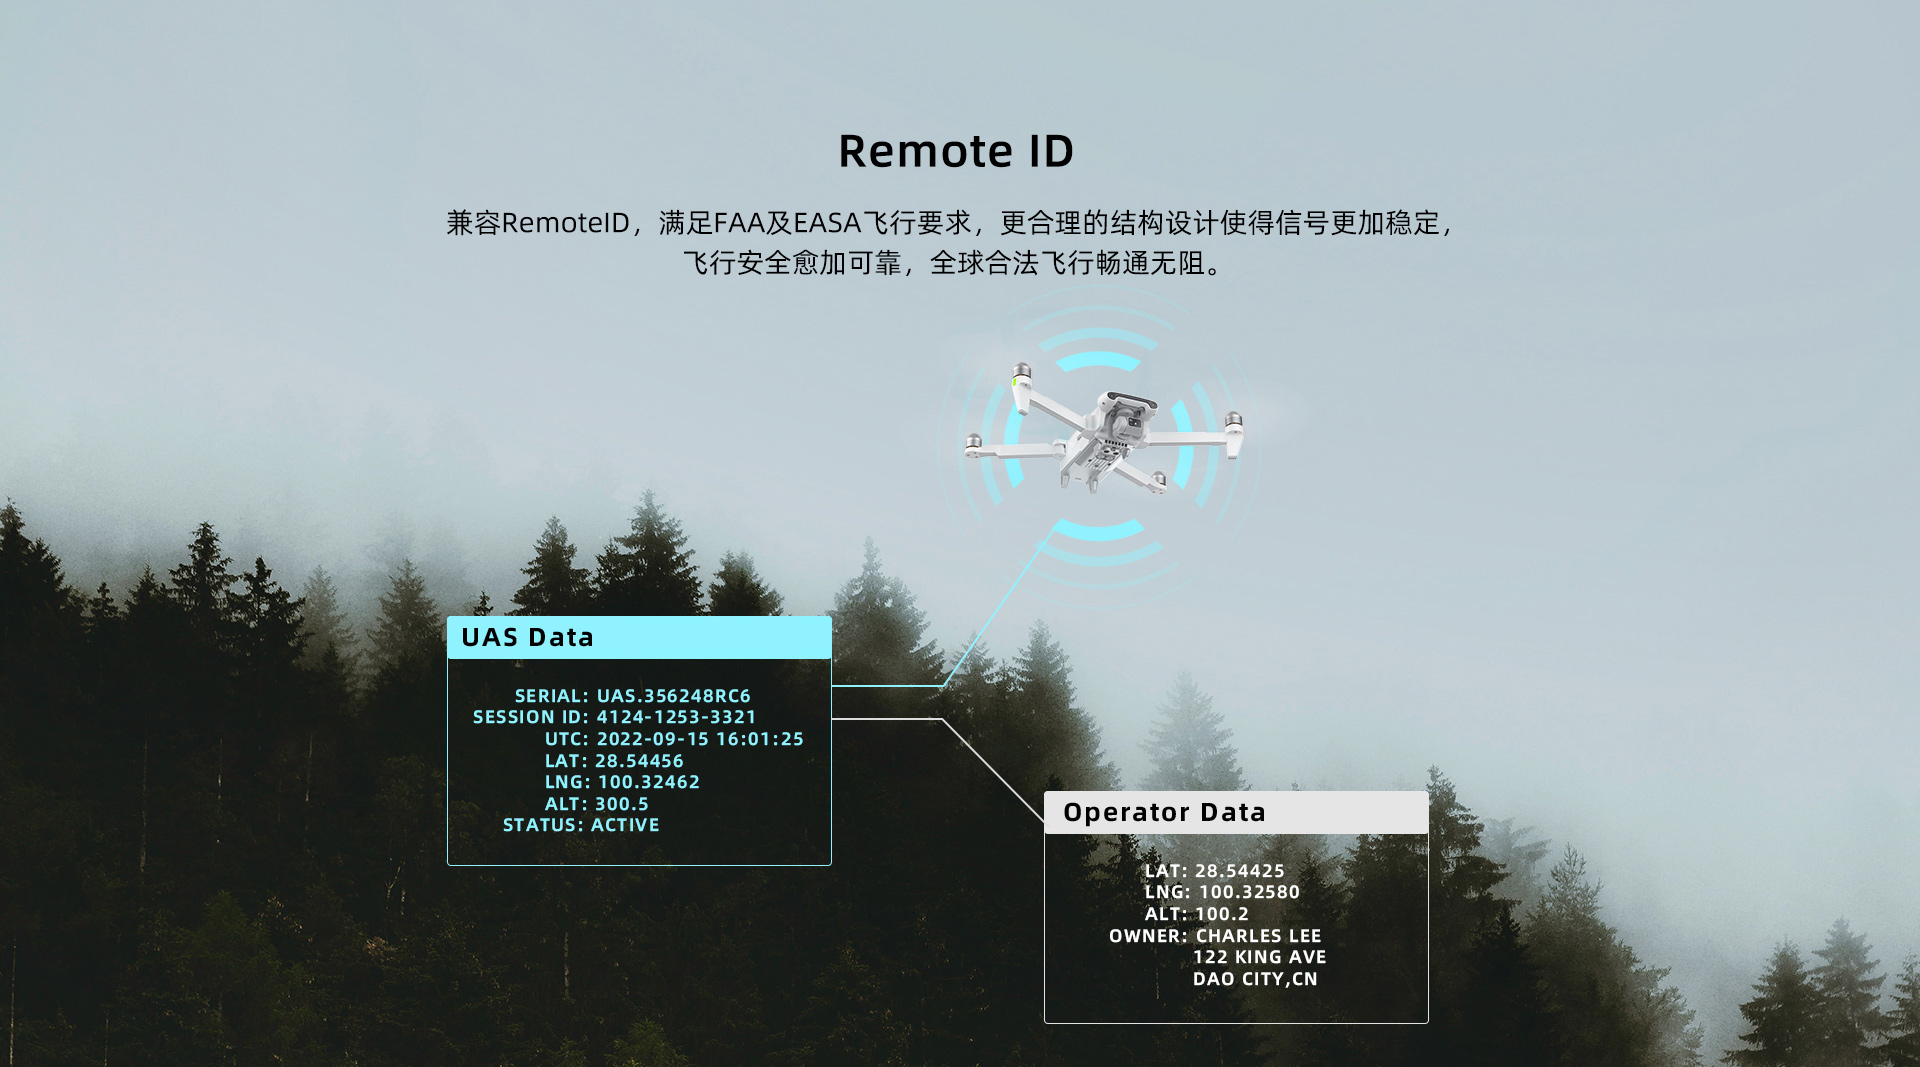 Remote ID
兼容RemoteID，满足FAA及EASA飞行要求，更合理的结构设计使得信号更加稳定，
飞行安全愈加可靠，全球合法飞行畅通无阻。
UAS Data
SERIAL: UAS.356248RC6
SESSION ID: 4124-1253-3321
UTC: 2022-09-15 16:01:25
LAT: 28.54456
LNG: 100.32462
ALT: 300.5
STATUS: ACTIVE
Operator Data
LAT: 28.54425
LNG: 100.32580
ALT: 100.2
OWNER: CHARLES LEE
122 KING AVE
DAO CITY,CN